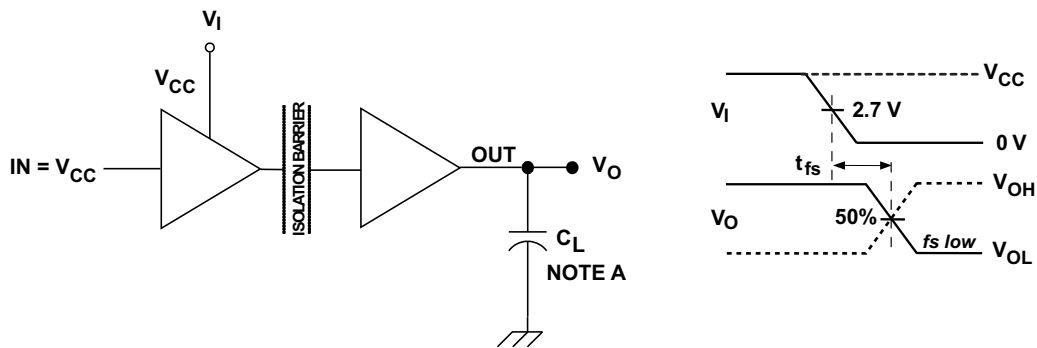 VI
VCC
IN = VCC
ISOLATION BARRIER
OUT
VO
CL
NOTE A
VCC
VI
2.7 V
0 V
tfs
VOH
VO
50%
fs low
VOL